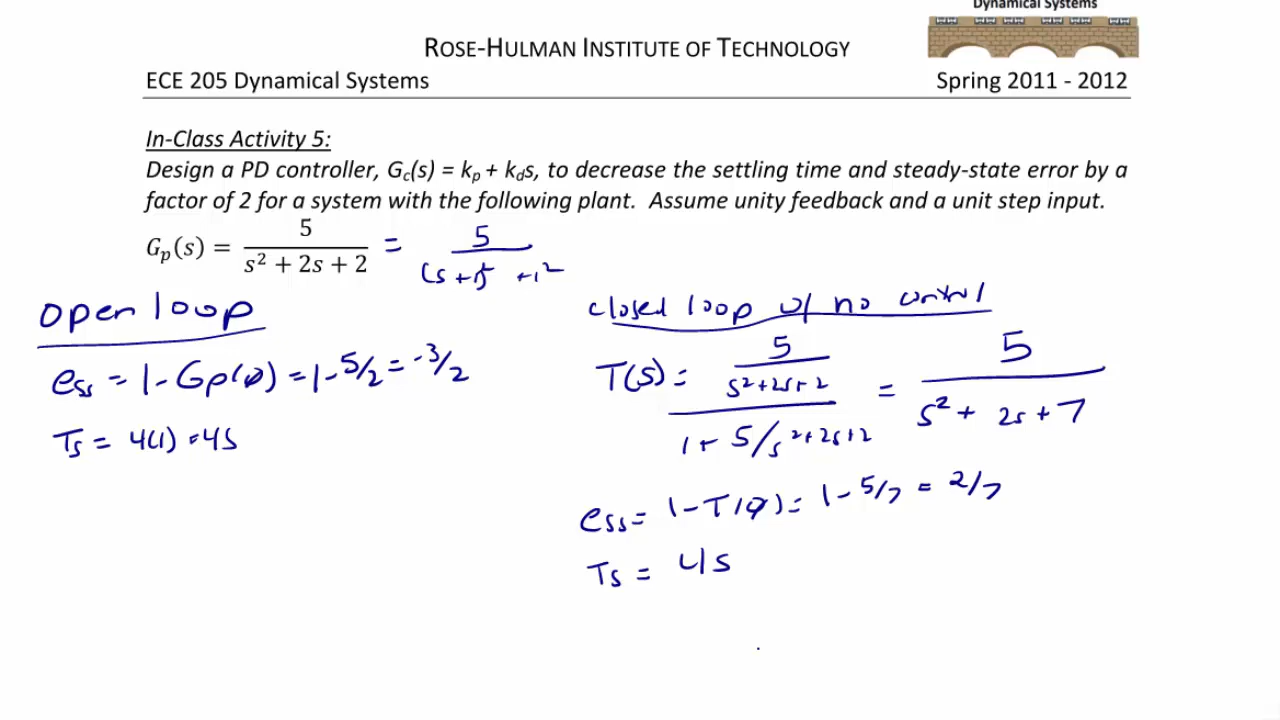 Dynamical Systems
ROSE-HULMAN INSTITUTE OF TECHNOLOGY
ECE 205 Dynamical Systems Spring 2011 - 2012
In-Class Activity 5:
Design a PD controller, Gc(s) = kp + kds, to decrease the settling time and steady-state error by a
factor of 2 for a system with the following plant. Assume unity feedback and a unit step input.
Gp(s) = 5 / (s² + 2s + 2) = 5 / ((s+1)² + 1²)
open loop
ess = 1 - Gp(0) = 1 - 5/2 = -3/2
Ts = 4(1) = 4s
closed loop w/ no control
T(s) = (5 / (s²+2s+2)) / (1 + 5/s²+2s+2) = 5 / (s² + 2s + 7)
ess = 1 - T(0) = 1 - 5/7 = 2/7
Ts = 4s